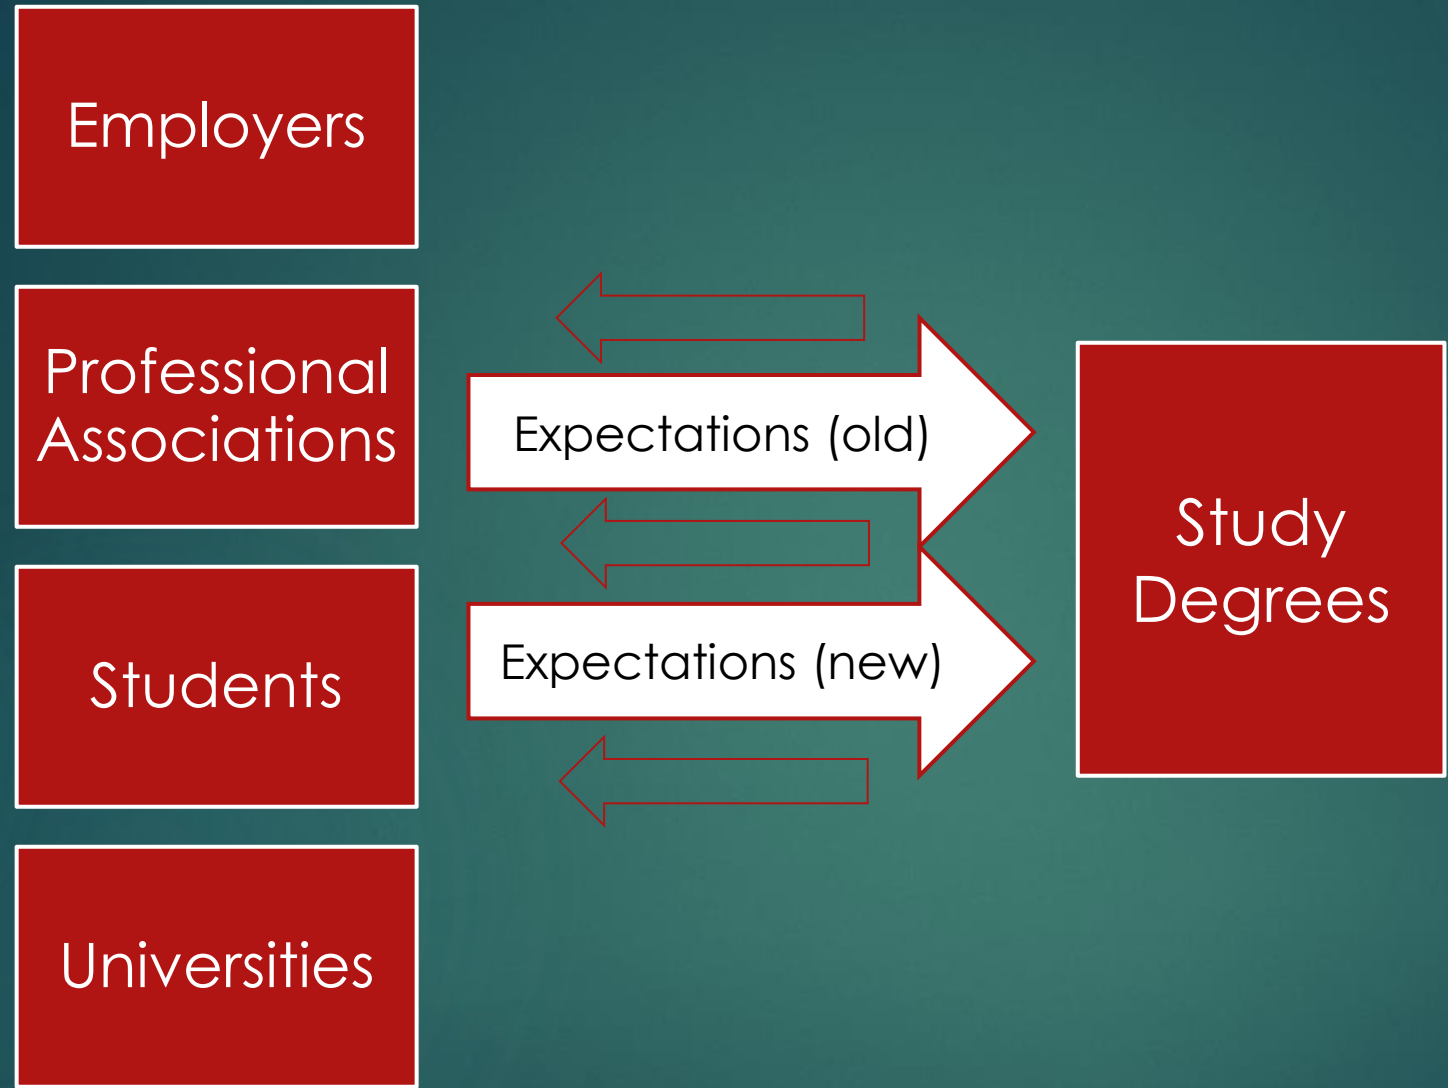 Employers
Professional
Associations
Students
Universities
Expectations (old)
Expectations (new)
Study
Degrees